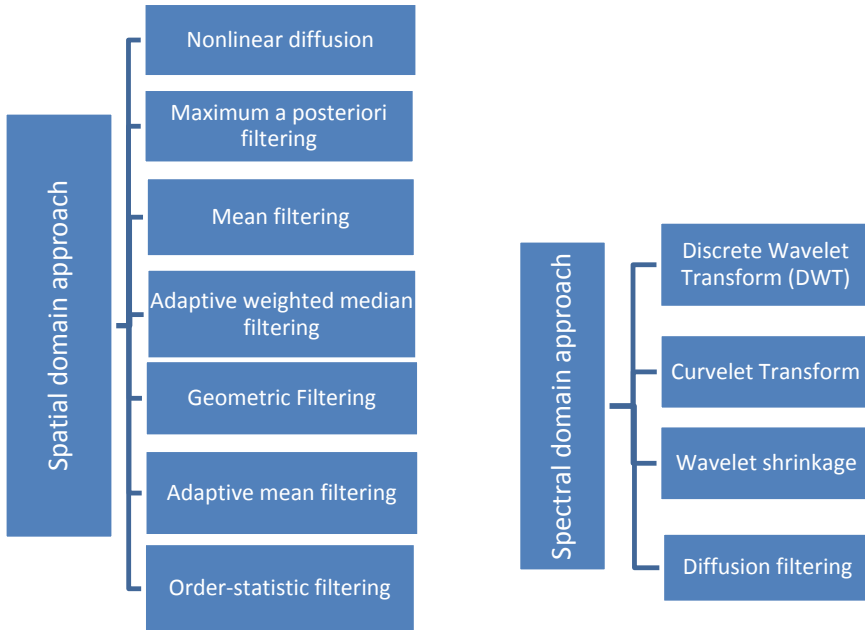 Spatial domain approach
Nonlinear diffusion
Maximum a posteriori
filtering
Mean filtering
Adaptive weighted median
filtering
Geometric Filtering
Adaptive mean filtering
Order-statistic filtering
Spectral domain approach
Discrete Wavelet
Transform (DWT)
Curvelet Transform
Wavelet shrinkage
Diffusion filtering